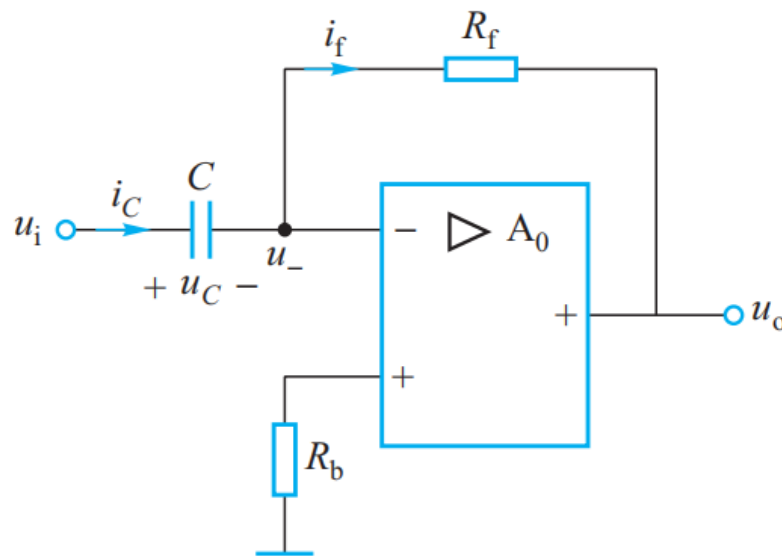 i_f
R_f
i_C
C
u_i
u_-
+ u_C -
- ▷ A_0
+
u_o
+
R_b